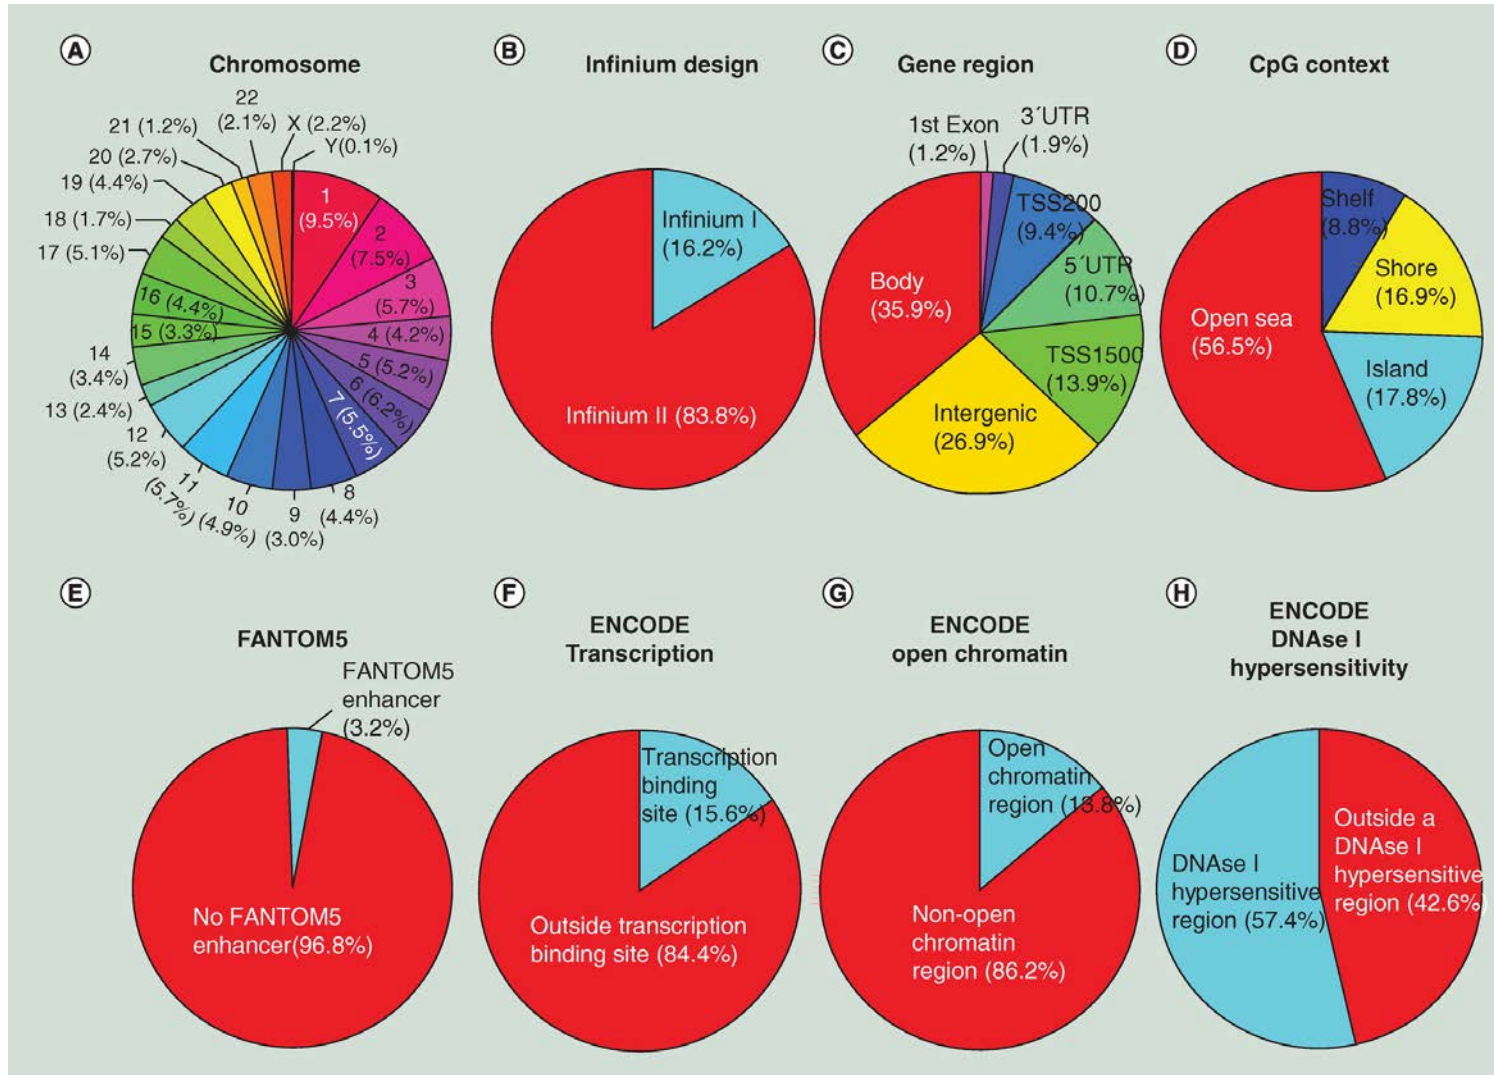 A
Chromosome
22
(2.1%)
X (2.2%)
Y(0.1%)
21 (1.2%)
20 (2.7%)
19 (4.4%)
18 (1.7%)
17 (5.1%)
16 (4.4%)
15 (3.3%)
14
(3.4%)
13 (2.4%)
12
(5.2%)
11
(5.7%)
10
(4.9%)
9
(3.0%)
8
(4.4%)
7 (5.5%)
6 (6.2%)
5 (5.2%)
4 (4.2%)
3
(5.7%)
2
(7.5%)
1
(9.5%)
B
Infinium design
Infinium I
(16.2%)
Infinium II (83.8%)
C
Gene region
1st Exon
(1.2%)
3´UTR
(1.9%)
TSS200
(9.4%)
5´UTR
(10.7%)
TSS1500
(13.9%)
Intergenic
(26.9%)
Body
(35.9%)
D
CpG context
Shelf
(8.8%)
Shore
(16.9%)
Island
(17.8%)
Open sea
(56.5%)
E
FANTOM5
FANTOM5
enhancer
(3.2%)
No FANTOM5
enhancer(96.8%)
F
ENCODE
Transcription
Transcription
binding
site (15.6%)
Outside transcription
binding site (84.4%)
G
ENCODE
open chromatin
Open
chromatin
region (13.8%)
Non-open
chromatin
region (86.2%)
H
ENCODE
DNAse I
hypersensitivity
DNAse I
hypersensitive
region (57.4%)
Outside a
DNAse I
hypersensitive
region (42.6%)